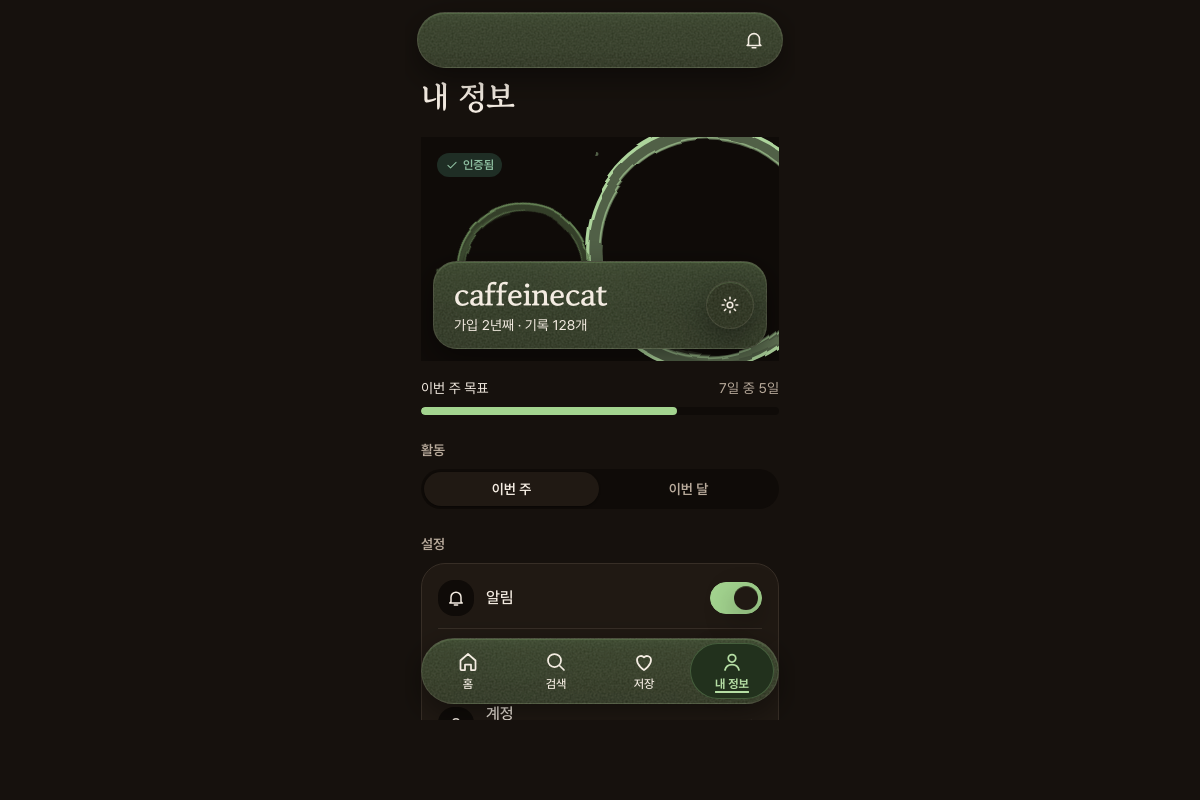 내 정보
인증됨
caffeinecat
가입 2년째 · 기록 128개
이번 주 목표
7일 중 5일
활동
이번 주
이번 달
설정
알림
홈
검색
저장
내 정보
계정